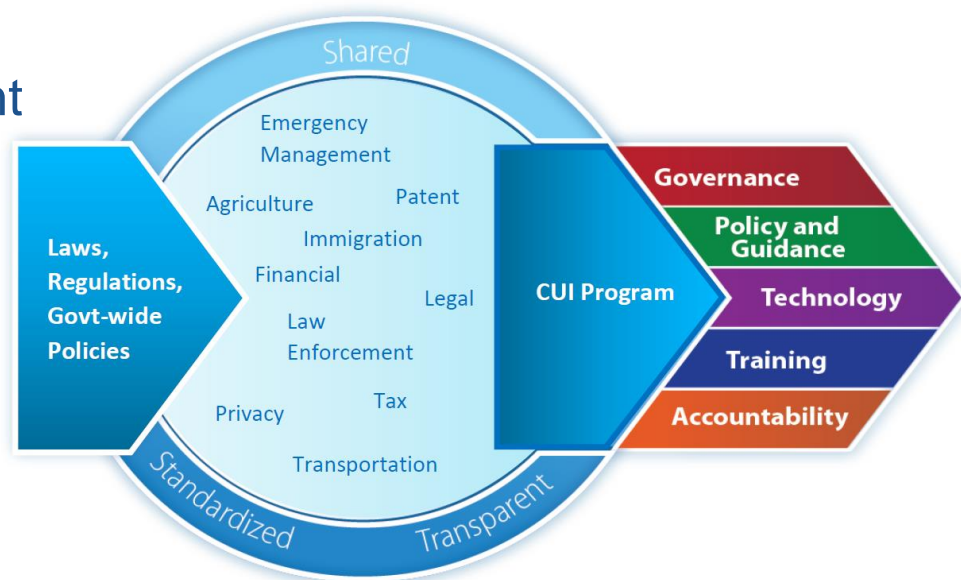 Shared
nt
Emergency
Management
Agriculture
Patent
Immigration
Financial
Legal
Law
Enforcement
Privacy
Tax
Transportation
Laws,
Regulations,
Govt-wide
Policies
CUI Program
Governance
Policy and
Guidance
Technology
Training
Accountability
Standardized
Transparent